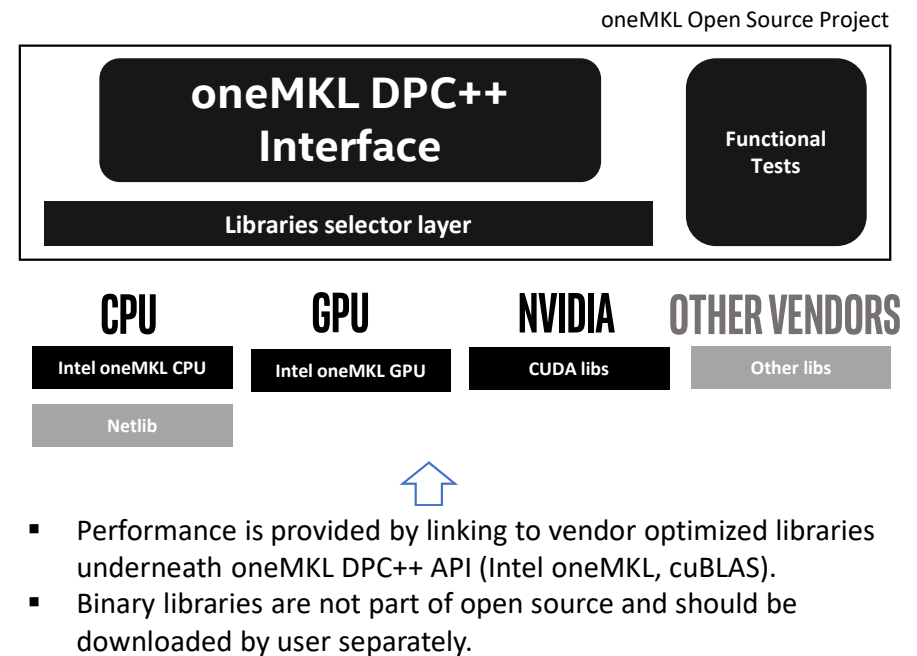 oneMKL Open Source Project
oneMKL DPC++
Interface
Functional
Tests
Libraries selector layer
CPU
GPU
NVIDIA
OTHER VENDORS
Intel oneMKL CPU
Intel oneMKL GPU
CUDA libs
Other libs
Netlib
▪ Performance is provided by linking to vendor optimized libraries
underneath oneMKL DPC++ API (Intel oneMKL, cuBLAS).
▪ Binary libraries are not part of open source and should be
downloaded by user separately.